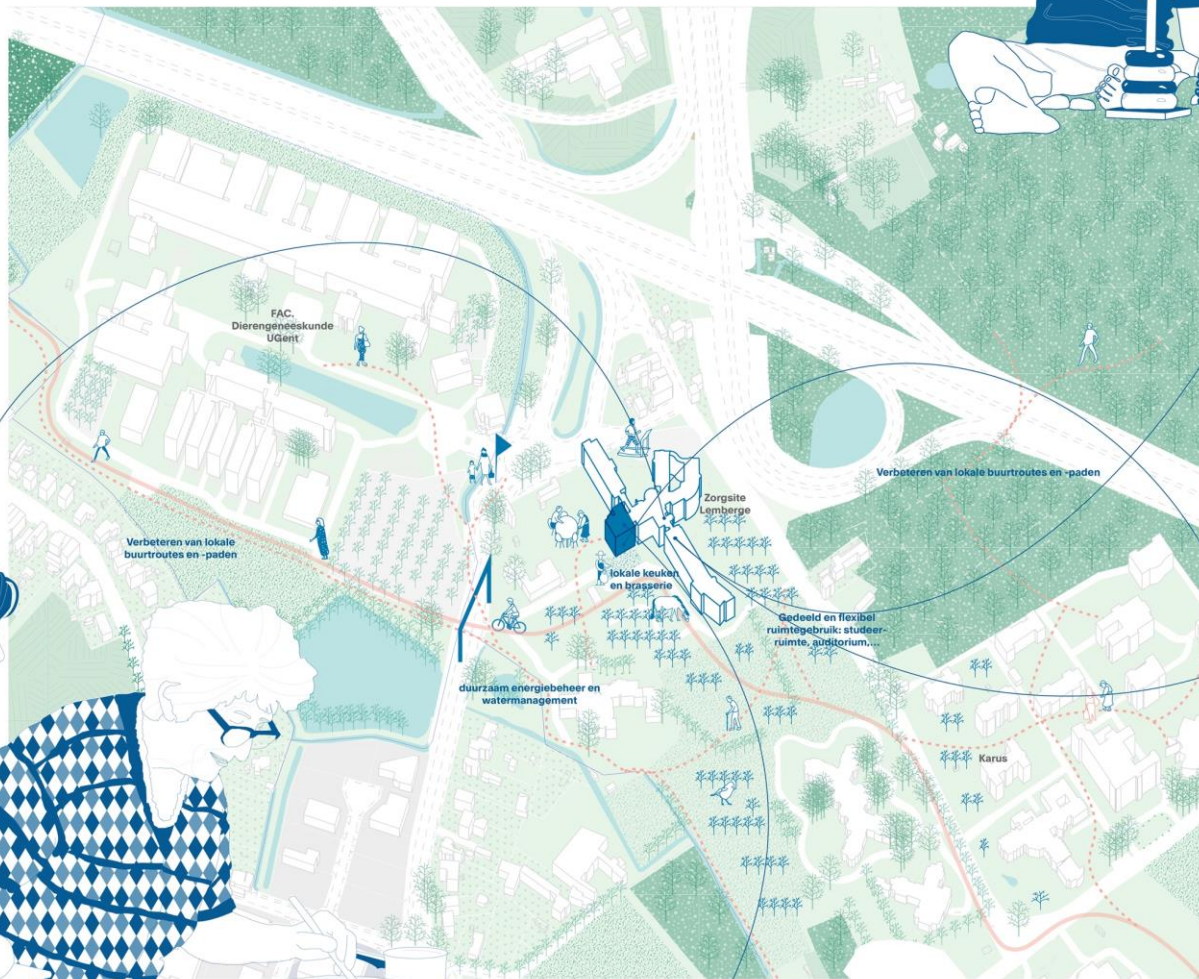 FAC.
Dierengeneeskunde
UGent
Verbeteren van lokale buurtroutes en -paden
Zorgsite
Lemberge
Verbeteren van lokale
buurtroutes en -paden
lokale keuken
en brasserie
Gedeeld en flexibel
ruimtegebruik: studeer-
ruimte, auditorium,...
duurzaam energiebeheer en
watermanagement
Karus